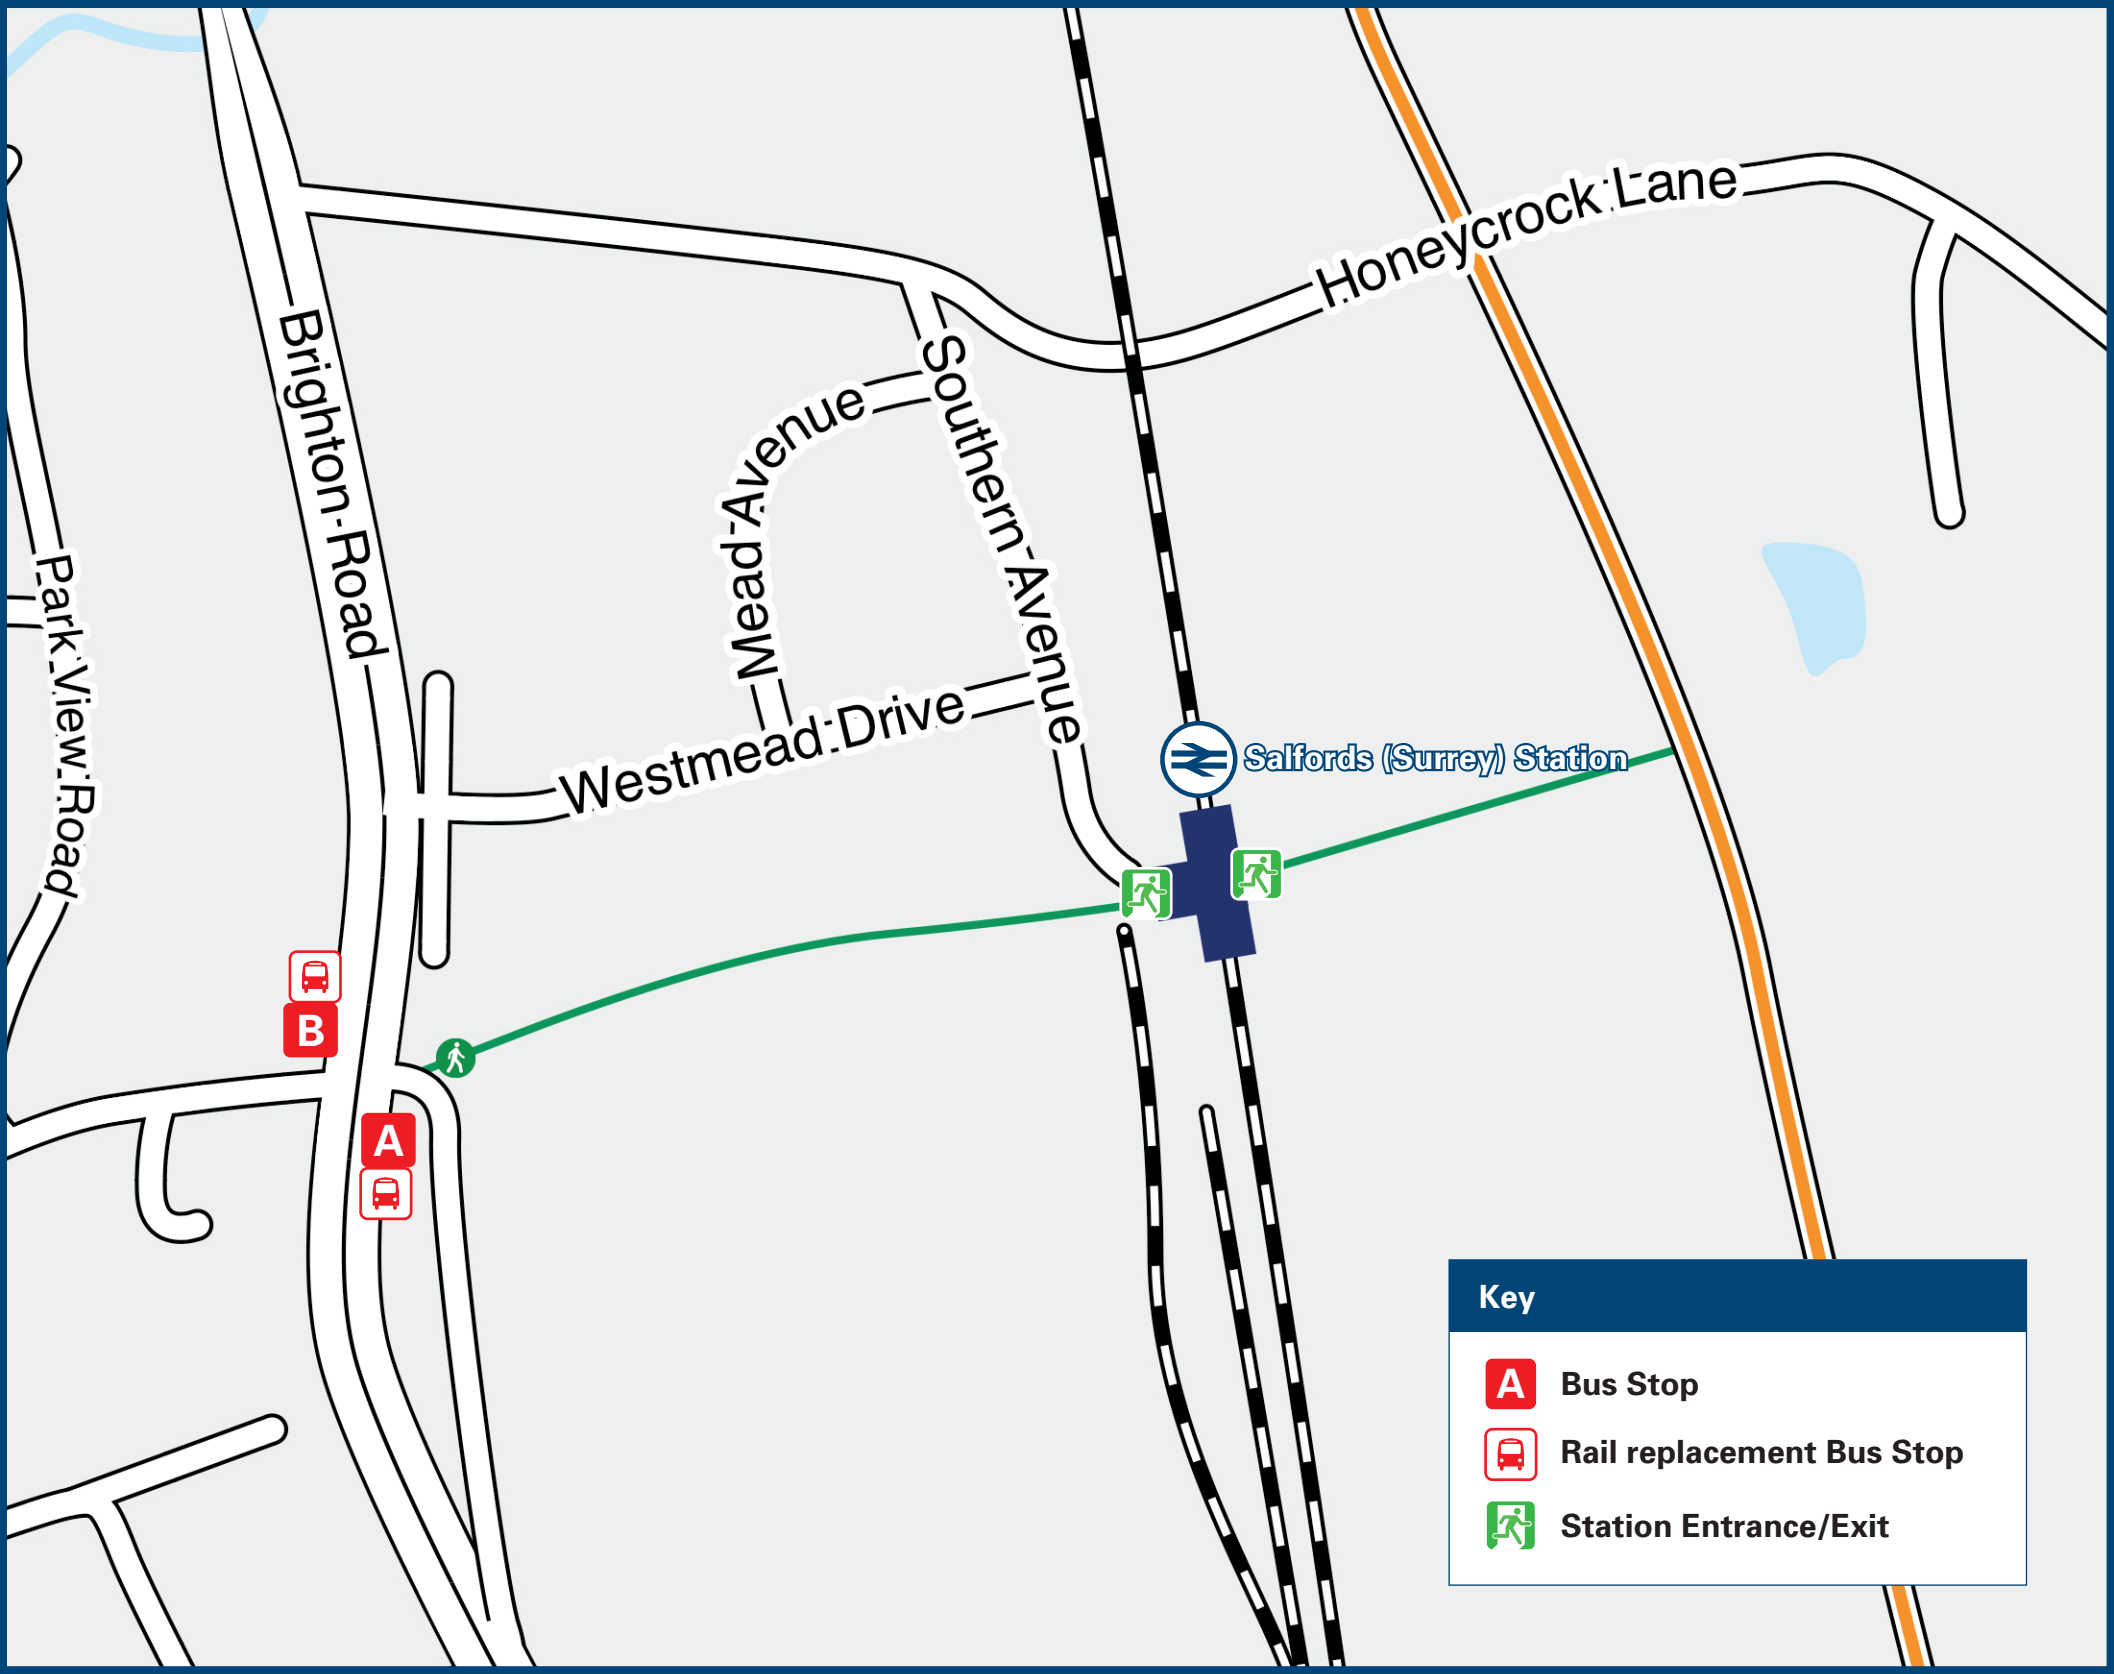 Honeycrock Lane
Brighton Road
Southern Avenue
Mead Avenue
Park View Road
Westmead Drive
Salfords (Surrey) Station
B
A
Key
A Bus Stop
Rail replacement Bus Stop
Station Entrance/Exit